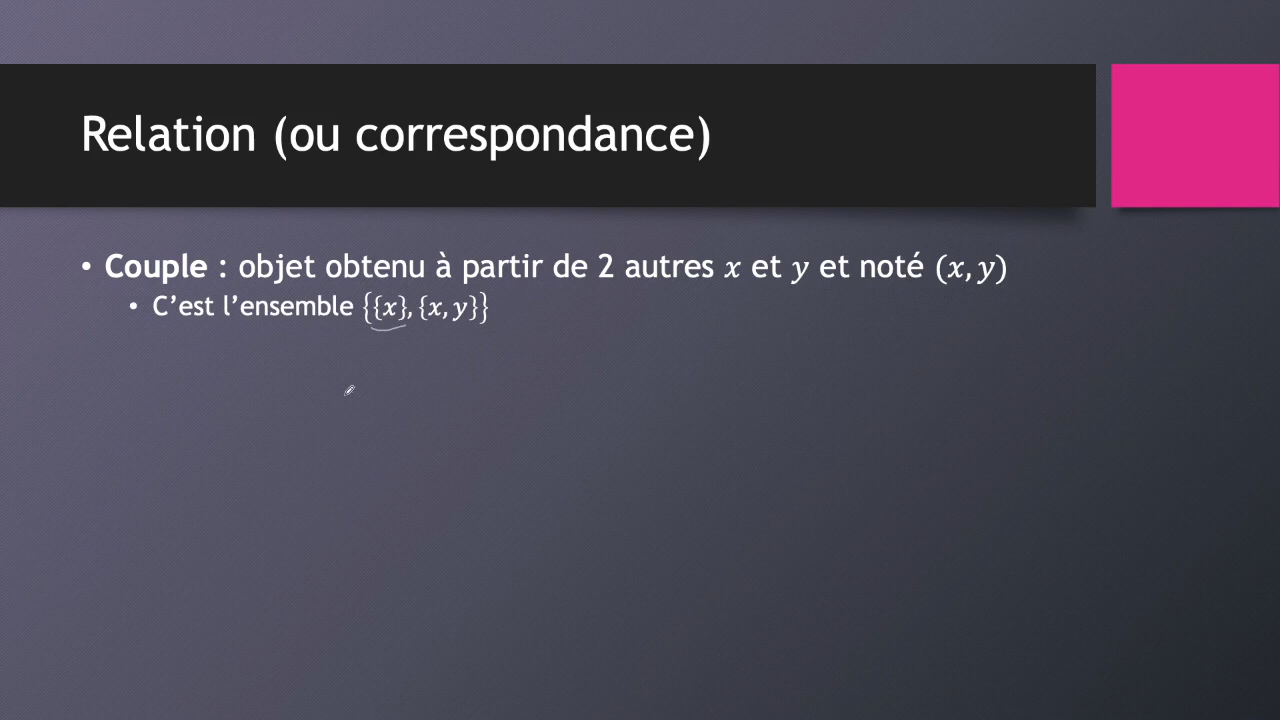 Relation (ou correspondance)
• Couple : objet obtenu à partir de 2 autres 𝑥 et 𝑦 et noté (𝑥, 𝑦)
• C’est l’ensemble {{𝑥}, {𝑥, 𝑦}}